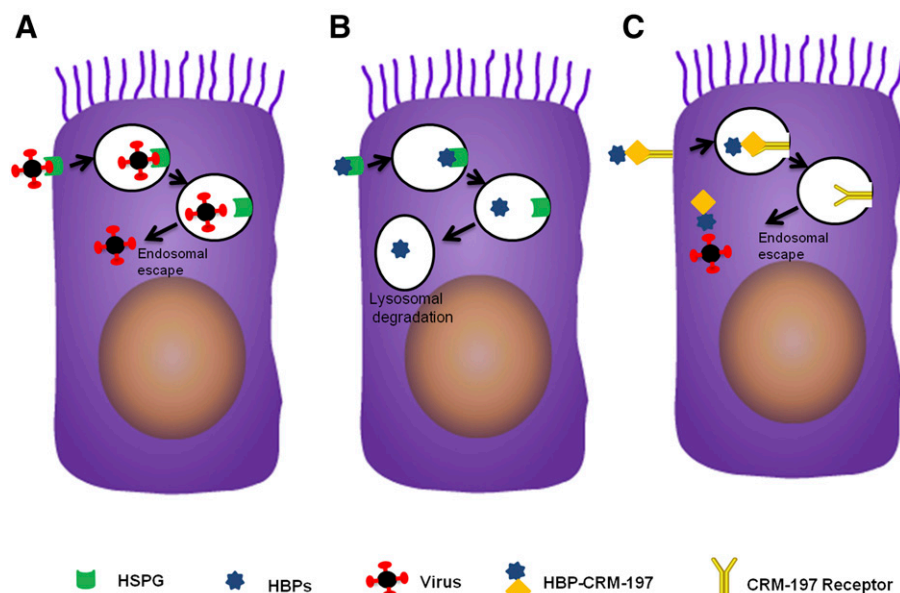 A
B
C
Endosomal
escape
Lysosomal
degradation
Endosomal
escape
HSPG
HBPs
Virus
HBP-CRM-197
CRM-197 Receptor